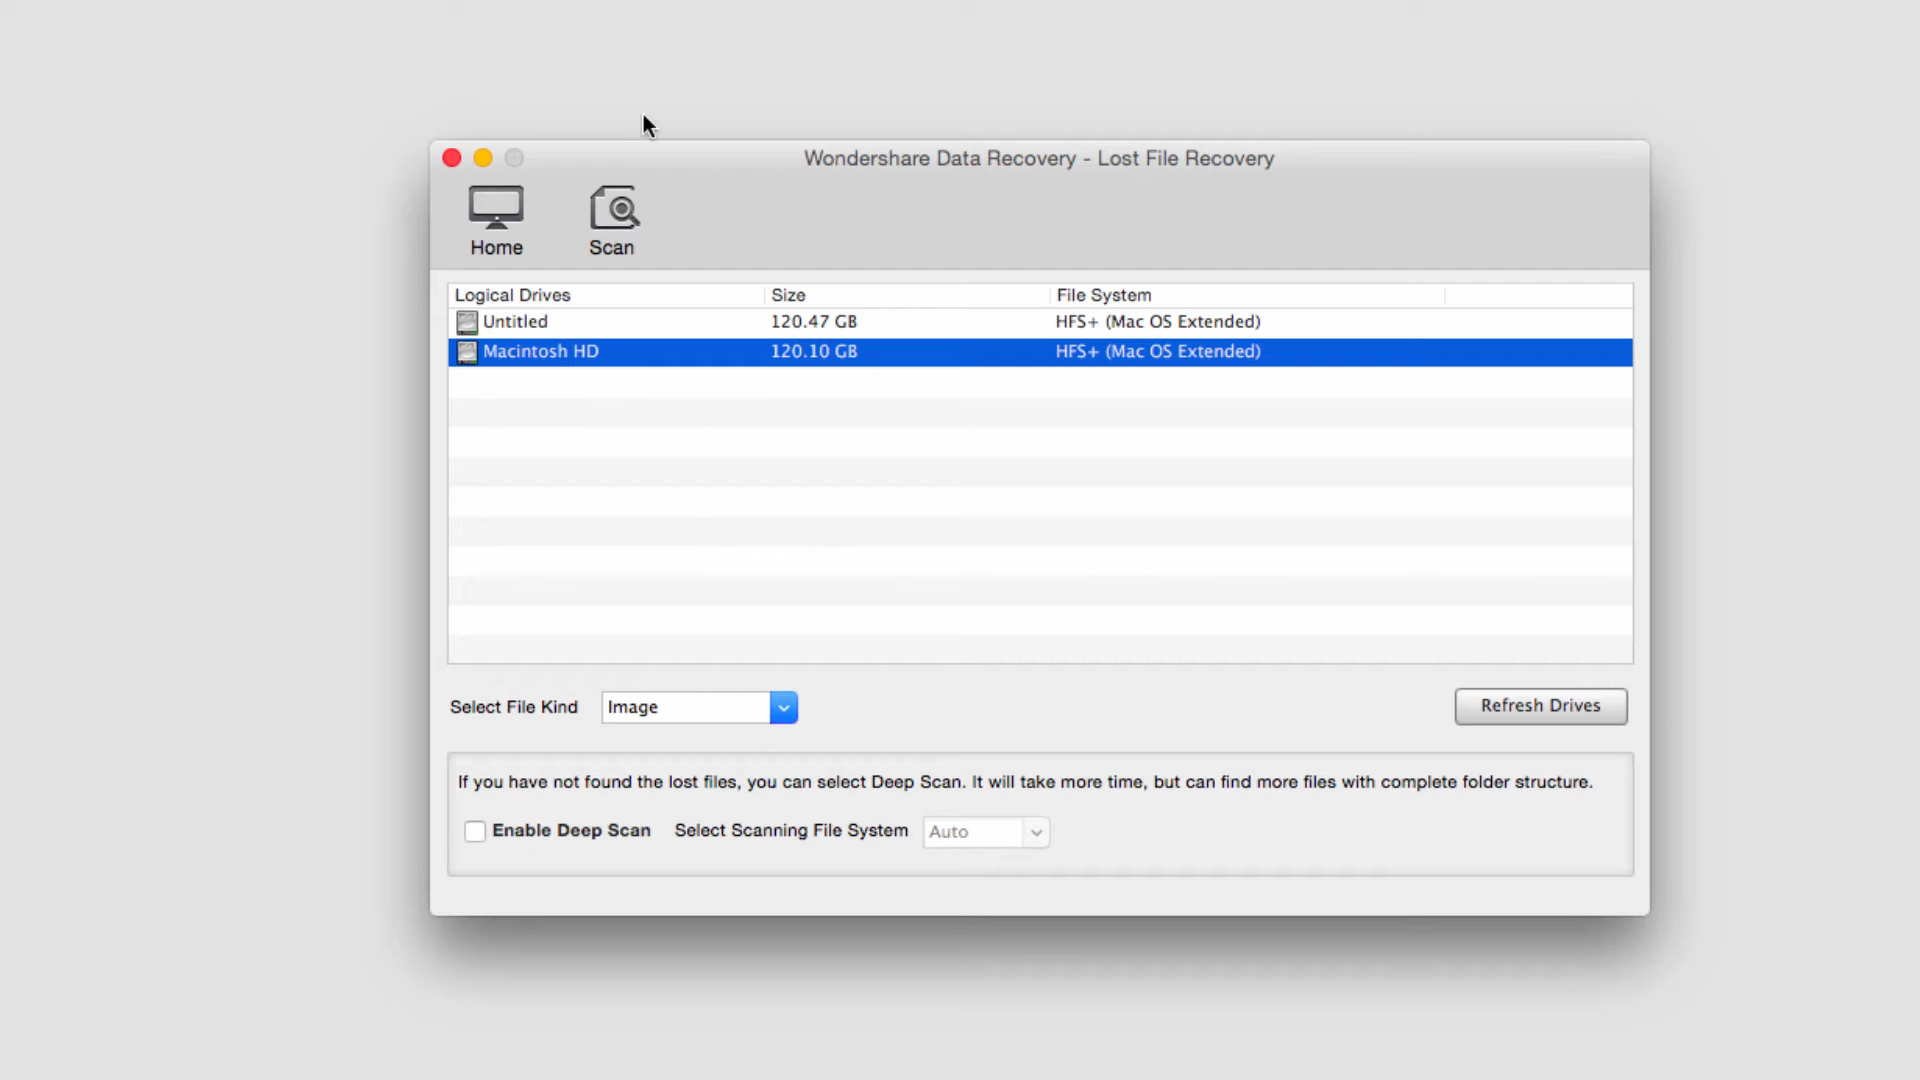 Wondershare Data Recovery - Lost File Recovery
Home Scan
Logical Drives Size File System
Untitled 120.47 GB HFS+ (Mac OS Extended)
Macintosh HD 120.10 GB HFS+ (Mac OS Extended)
Select File Kind Image Refresh Drives
If you have not found the lost files, you can select Deep Scan. It will take more time, but can find more files with complete folder structure.
Enable Deep Scan Select Scanning File System Auto